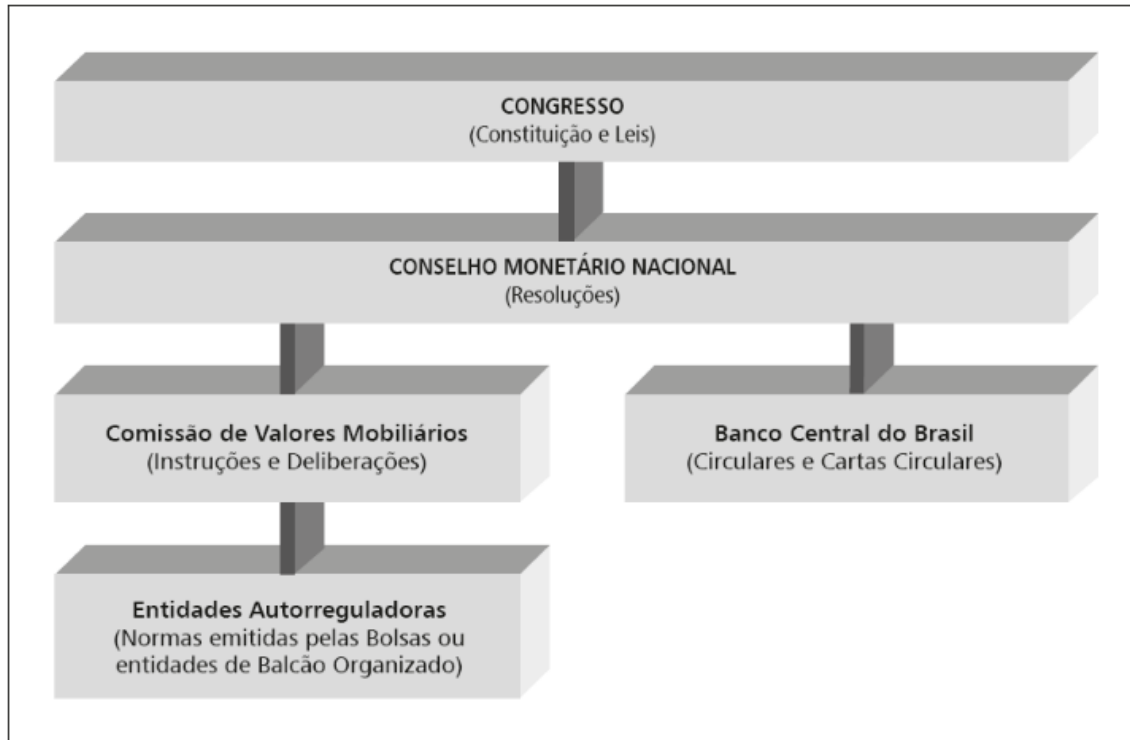 CONGRESSO
(Constituição e Leis)
CONSELHO MONETÁRIO NACIONAL
(Resoluções)
Comissão de Valores Mobiliários
(Instruções e Deliberações)
Banco Central do Brasil
(Circulares e Cartas Circulares)
Entidades Autorreguladoras
(Normas emitidas pelas Bolsas ou
entidades de Balcão Organizado)